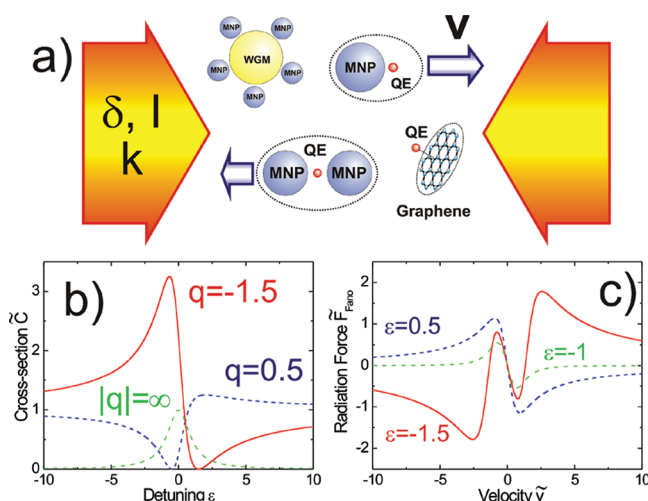 a)
MNP
MNP
WGM
MNP
MNP
MNP
MNP
QE
v
δ, I
k
QE
MNP
MNP
QE
Graphene
b)
q=-1.5
q=0.5
|q|=∞
Cross-section C̃
3
2
1
0
-10
-5
0
5
10
Detuning ε
c)
ε=0.5
ε=-1
ε=-1.5
Radiation Force F̃Fano
2
1
0
-1
-2
-10
-5
0
5
10
Velocity ṽ